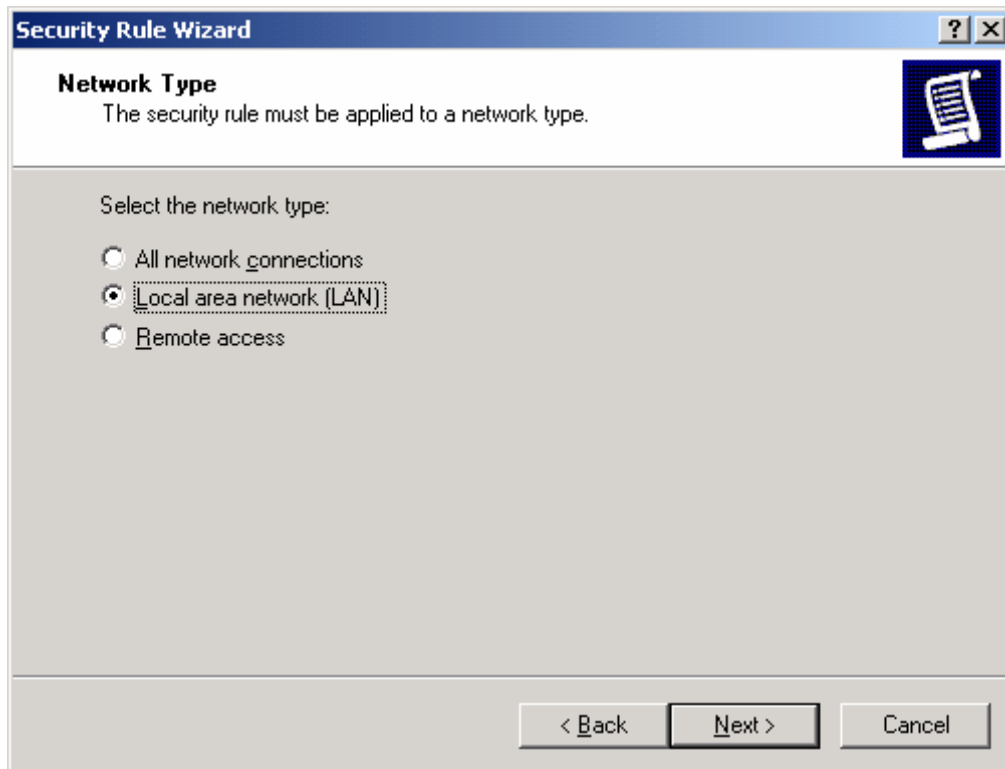 Security Rule Wizard
?
Network Type
The security rule must be applied to a network type.
Select the network type:
All network connections
Local area network (LAN)
Remote access
< Back Next > Cancel